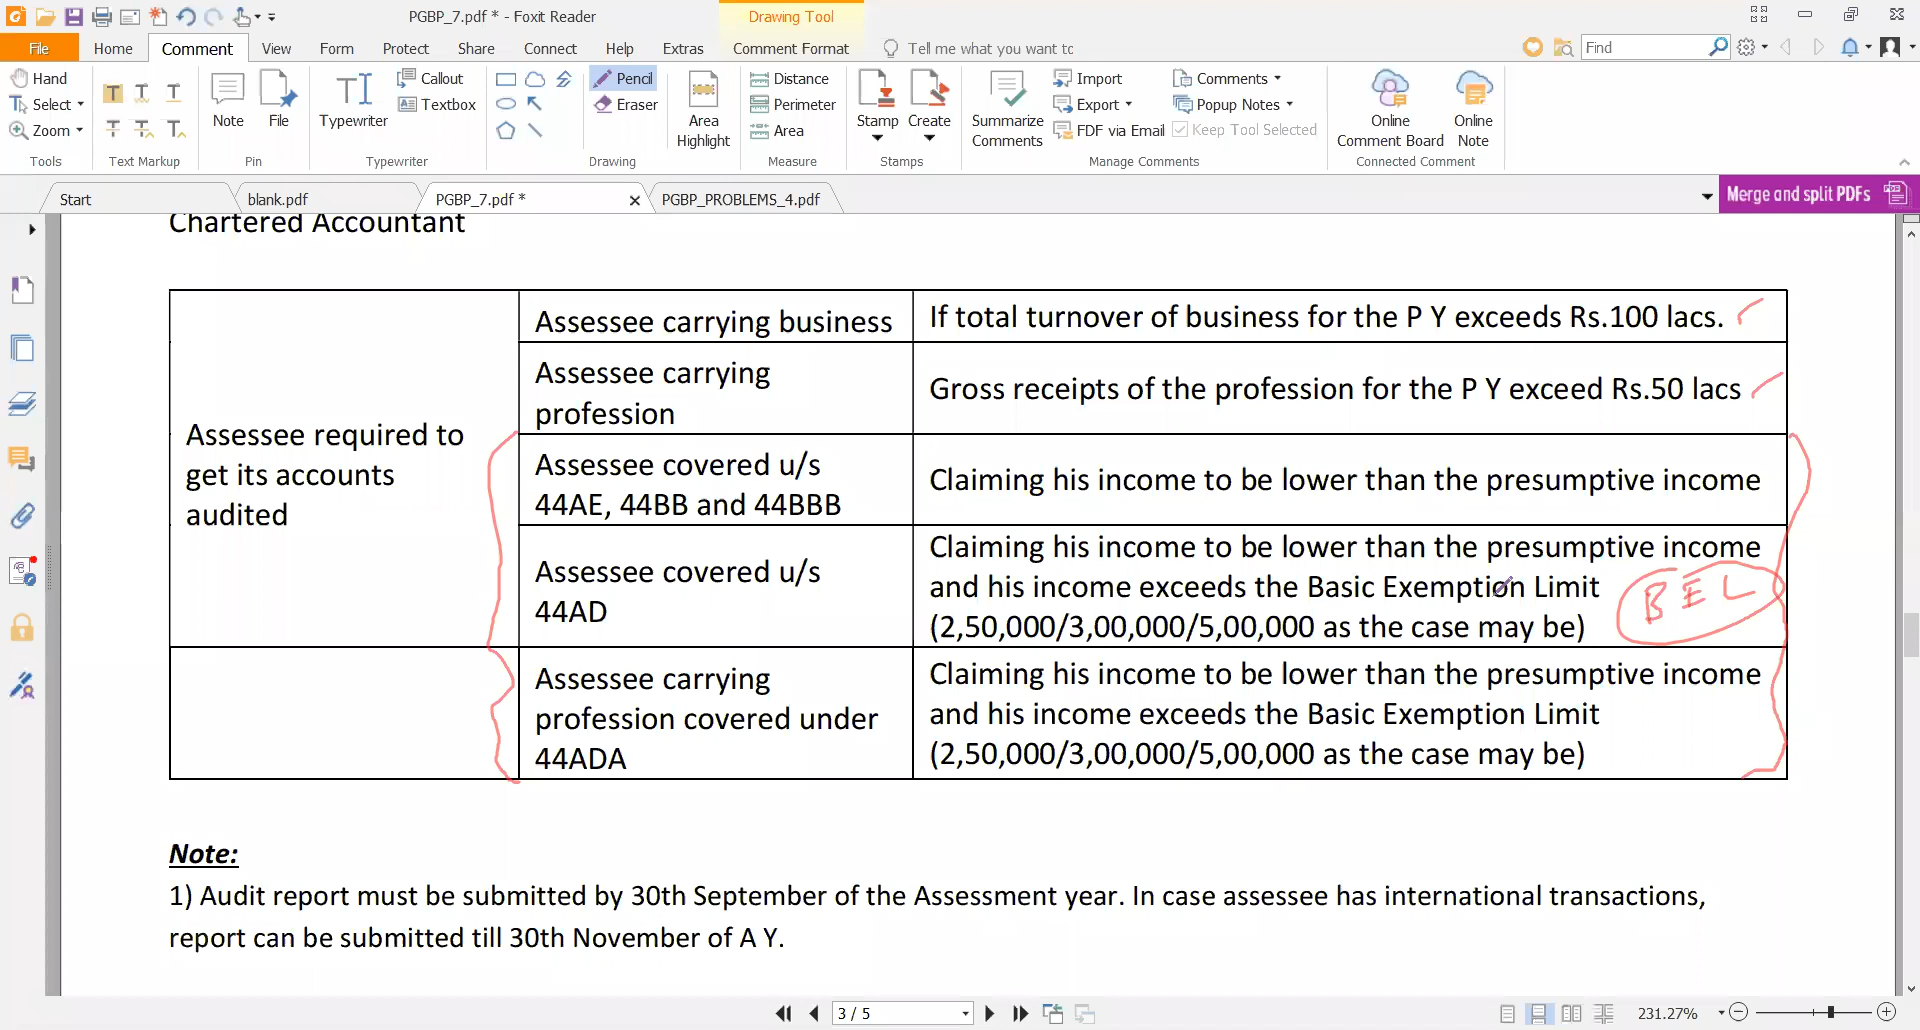 PGBP_7.pdf * - Foxit Reader
Drawing Tool
File Home Comment View Form Protect Share Connect Help Extras Comment Format Tell me what you want to Find
Hand
Select
Zoom
Tools
Text Markup
Note
File
Pin
Typewriter
Callout
Textbox
Typewriter
Pencil
Eraser
Drawing
Area
Highlight
Distance
Perimeter
Area
Measure
Stamp
Create
Stamps
Summarize
Comments
Import
Export
FDF via Email
Comments
Popup Notes
Keep Tool Selected
Manage Comments
Online
Comment Board
Online
Note
Connected Comment
Start
blank.pdf
PGBP_7.pdf *
PGBP_PROBLEMS_4.pdf
Merge and split PDFs
Chartered Accountant
Assessee required to
get its accounts
audited
Assessee carrying business
If total turnover of business for the P Y exceeds Rs.100 lacs.
Assessee carrying
profession
Gross receipts of the profession for the P Y exceed Rs.50 lacs
Assessee covered u/s
44AE, 44BB and 44BBB
Claiming his income to be lower than the presumptive income
Assessee covered u/s
44AD
Claiming his income to be lower than the presumptive income
and his income exceeds the Basic Exemption Limit
(2,50,000/3,00,000/5,00,000 as the case may be)
BEL
Assessee carrying
profession covered under
44ADA
Claiming his income to be lower than the presumptive income
and his income exceeds the Basic Exemption Limit
(2,50,000/3,00,000/5,00,000 as the case may be)
Note:
1) Audit report must be submitted by 30th September of the Assessment year. In case assessee has international transactions,
report can be submitted till 30th November of A Y.
3 / 5
231.27%